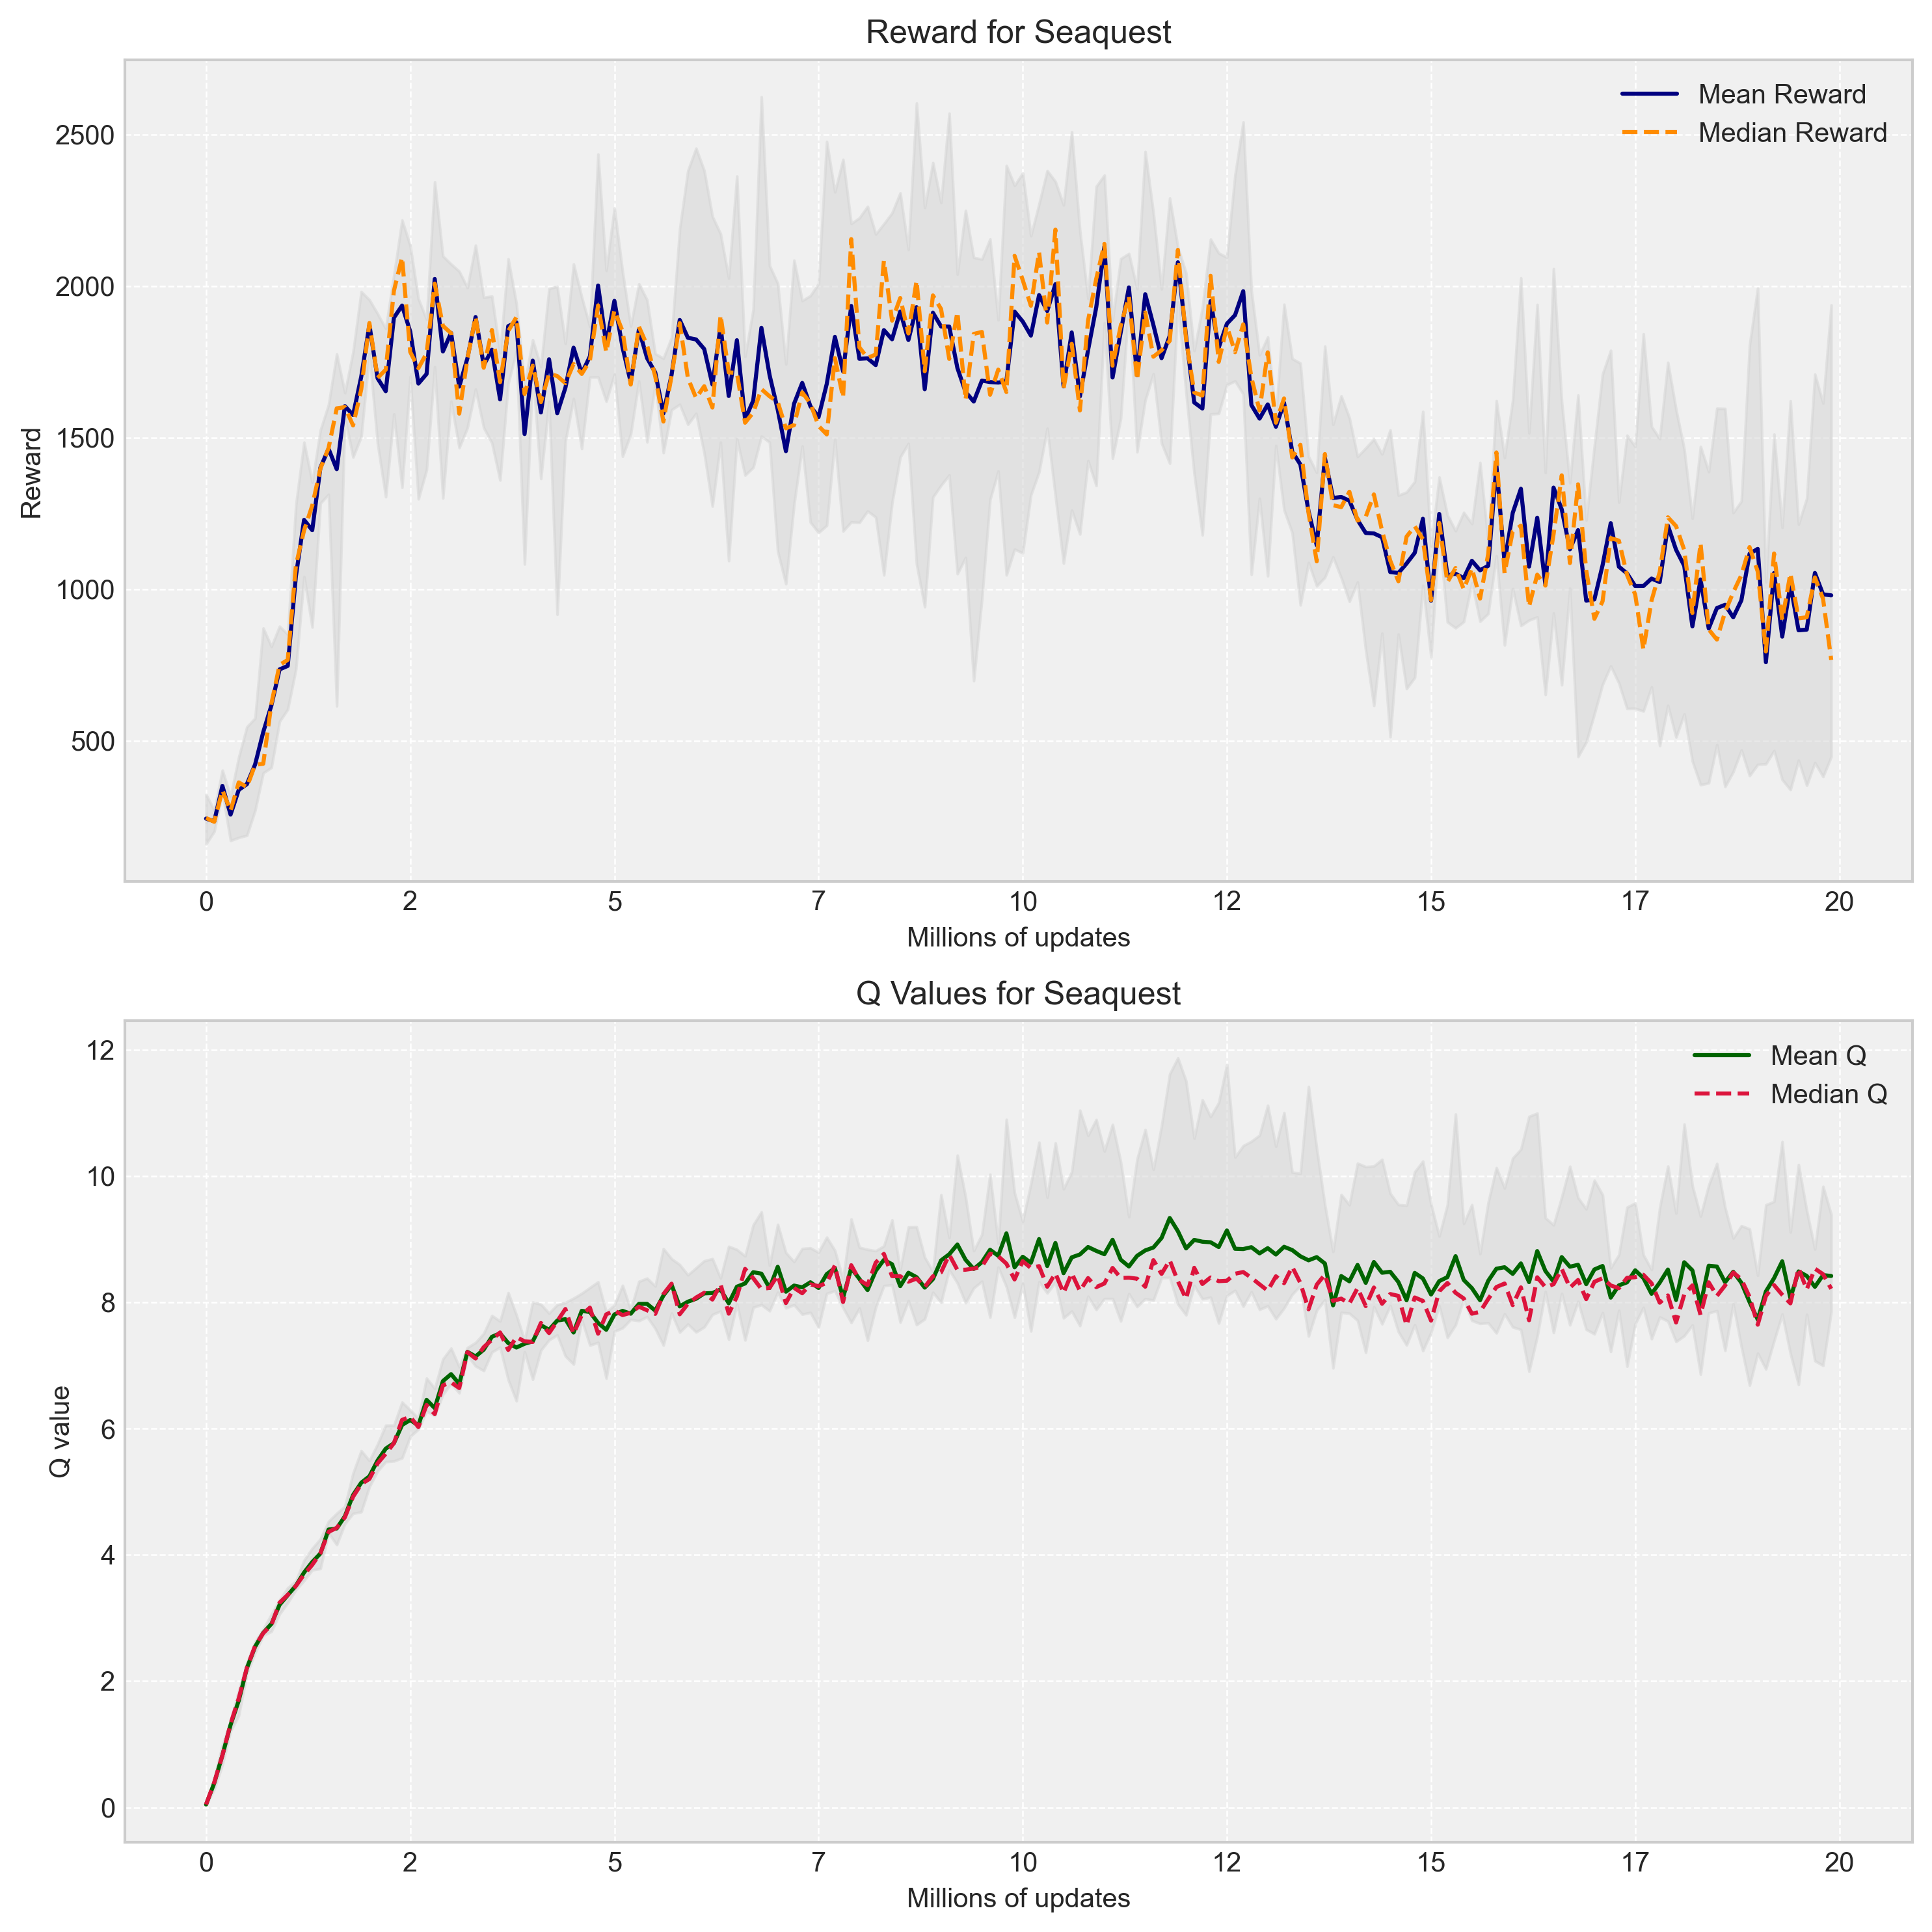 Reward for Seaquest
Mean Reward
Median Reward
2500
2000
1500
1000
500
Reward
0 2 5 7 10 12 15 17 20
Millions of updates
Q Values for Seaquest
Mean Q
Median Q
12
10
8
6
4
2
0
Q value
0 2 5 7 10 12 15 17 20
Millions of updates